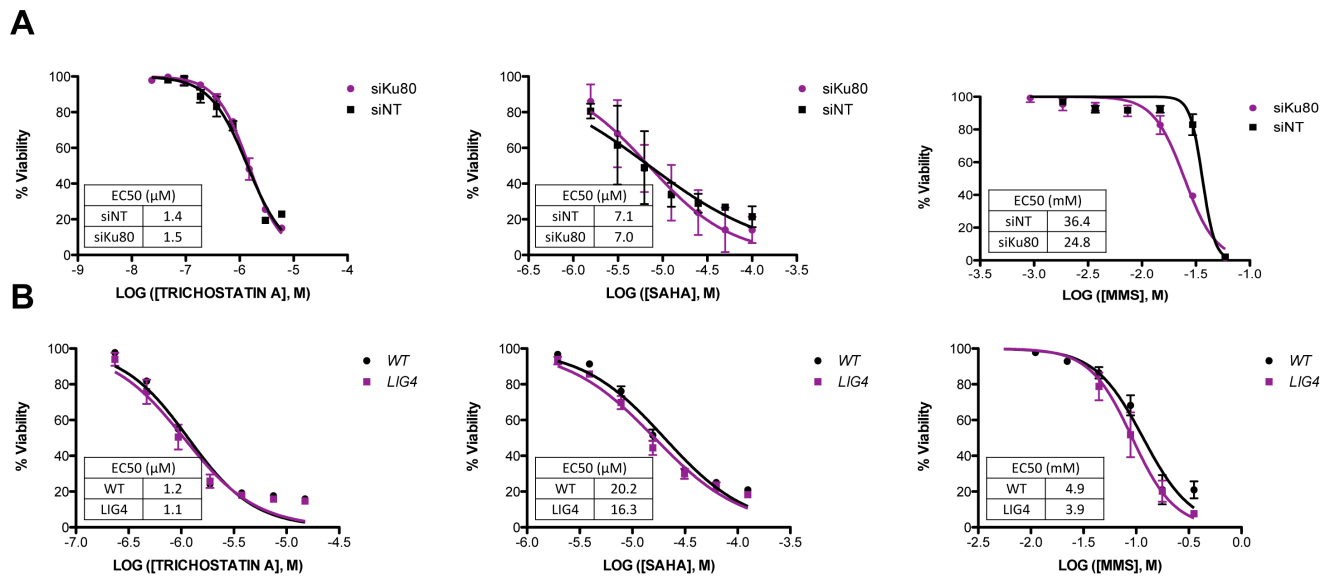 A
100
80
60
40
20
0
% Viability
siKu80
siNT
EC50 (µM)
siNT 1.4
siKu80 1.5
-9 -8 -7 -6 -5 -4
LOG ([TRICHOSTATIN A], M)
100
80
60
40
20
0
% Viability
siKu80
siNT
EC50 (µM)
siNT 7.1
siKu80 7.0
-6.0 -5.5 -5.0 -4.5 -4.0 -3.5
LOG ([SAHA], M)
100
80
60
40
20
0
% Viability
siKu80
siNT
EC50 (mM)
siNT 36.4
siKu80 24.8
-3.5 -3.0 -2.5 -2.0 -1.5 -1.0
LOG ([MMS], M)
B
100
80
60
40
20
0
% Viability
WT
LIG4
EC50 (µM)
WT 1.2
LIG4 1.1
-7.0 -6.5 -6.0 -5.5 -5.0 -4.5
LOG ([TRICHOSTATIN A], M)
100
80
60
40
20
0
% Viability
WT
LIG4
EC50 (µM)
WT 20.2
LIG4 16.3
-6.0 -5.5 -5.0 -4.5 -4.0 -3.5
LOG ([SAHA], M)
100
80
60
40
20
0
% Viability
WT
LIG4
EC50 (mM)
WT 4.9
LIG4 3.9
-2.5 -2.0 -1.5 -1.0 -0.5 0.0
LOG ([MMS], M)